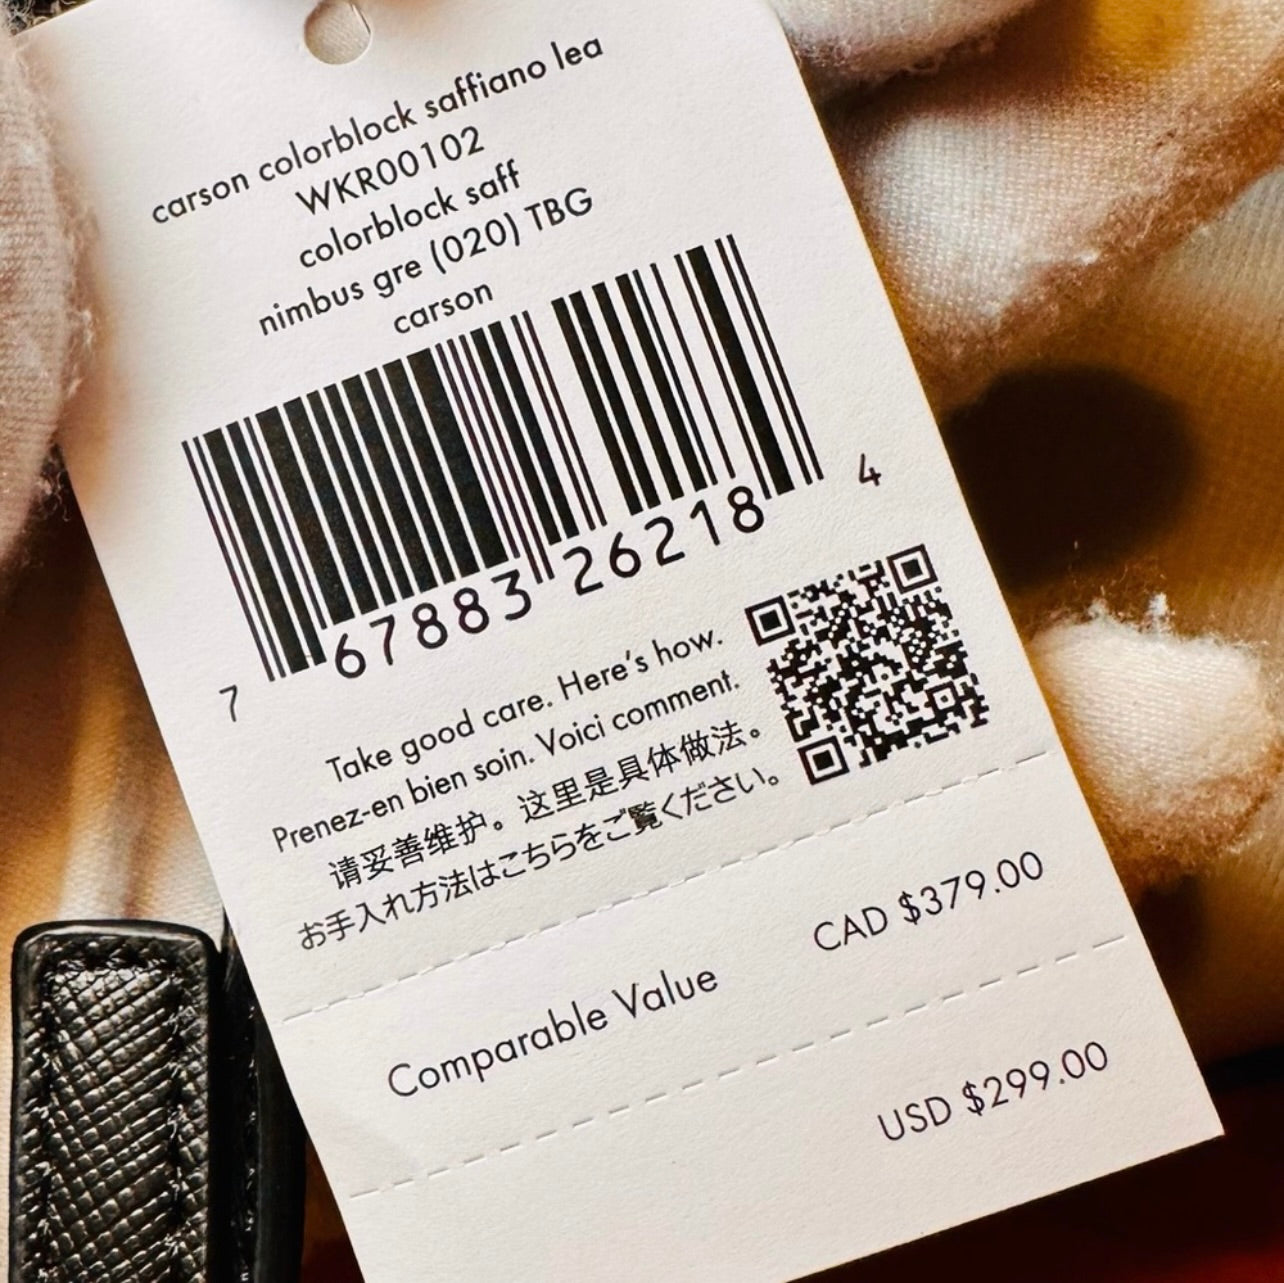 carson colorblock saffiano lea
WKR00102
colorblock saff
nimbus gre (020) TBG
carson
7 67883 26218 4
Take good care. Here's how.
Prenez-en bien soin. Voici comment.
请妥善维护。这里是具体做法。
お手入れ方法はこちらをご覧ください。
CAD $379.00
Comparable Value
USD $299.00